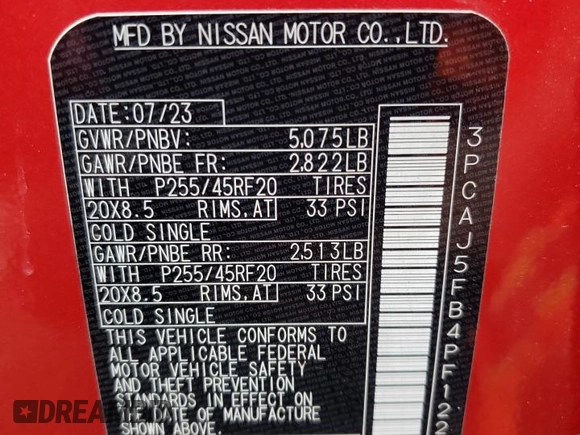 MFD BY NISSAN MOTOR CO.,LTD.
DATE:07/23
GVWR/PNBV: 5,075LB
GAWR/PNBE FR: 2,822LB
WITH P255/45RF20 TIRES
20X8.5 RIMS,AT 33 PSI
COLD SINGLE
GAWR/PNBE RR: 2,513LB
WITH P255/45RF20 TIRES
20X8.5 RIMS,AT 33 PSI
COLD SINGLE
THIS VEHICLE CONFORMS TO
ALL APPLICABLE FEDERAL
MOTOR VEHICLE SAFETY
AND THEFT PREVENTION
STANDARDS IN EFFECT ON
DATE OF MANUFACTURE
SHOWN ABOVE.
3PCAJ5FB4PF122